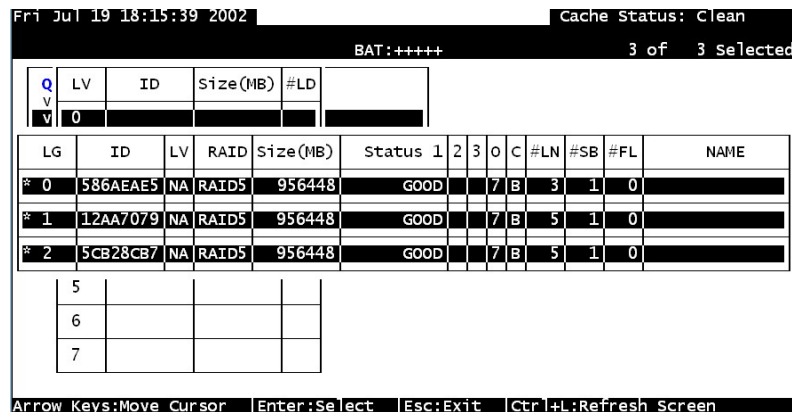 Fri Jul 19 18:15:39 2002 Cache Status: Clean
BAT:+++++ 3 of 3 Selected
Q LV ID Size(MB) #LD
v
v 0
LG ID LV RAID Size(MB) Status 1 2 3 O C #LN #SB #FL NAME
* 0 586AEAE5 NA RAID5 956448 GOOD 7 B 3 1 0
* 1 12AA7079 NA RAID5 956448 GOOD 7 B 5 1 0
* 2 5CB28CB7 NA RAID5 956448 GOOD 7 B 5 1 0
5
6
7
Arrow Keys:Move Cursor |Enter:Select |Esc:Exit |Ctrl+L:Refresh Screen